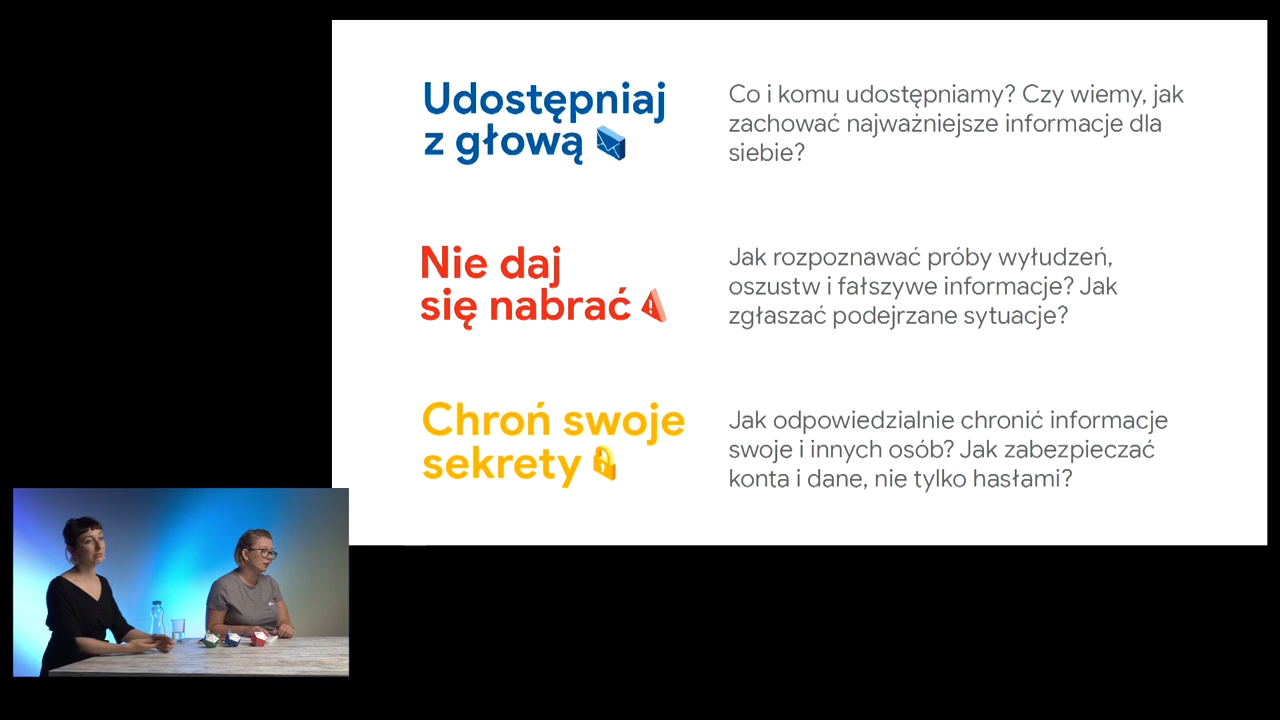 Udostępniaj
z głową
Co i komu udostępniamy? Czy wiemy, jak
zachować najważniejsze informacje dla
siebie?
Nie daj
się nabrać
Jak rozpoznawać próby wyłudzeń,
oszustw i fałszywe informacje? Jak
zgłaszać podejrzane sytuacje?
Chroń swoje
sekrety
Jak odpowiedzialnie chronić informacje
swoje i innych osób? Jak zabezpieczać
konta i dane, nie tylko hasłami?